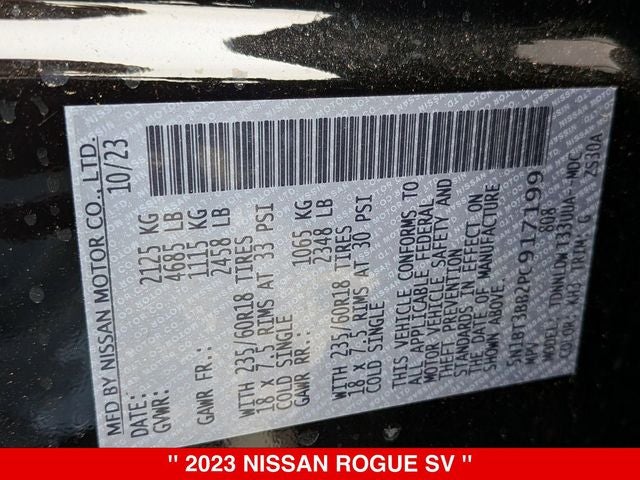 MFD BY NISSAN MOTOR CO., LTD.
DATE: 10/23
GVWR: 2125 KG
4685 LB
GAWR FR.: 1115 KG
2458 LB
WITH 235/60R18 TIRES
18 x 7.5 RIMS AT 33 PSI
COLD SINGLE
GAWR RR.: 1065 KG
2348 LB
WITH 235/60R18 TIRES
18 x 7.5 RIMS AT 30 PSI
COLD SINGLE
THIS VEHICLE CONFORMS TO
ALL APPLICABLE FEDERAL
MOTOR VEHICLE SAFETY AND
THEFT PREVENTION
STANDARDS IN EFFECT ON
THE DATE OF MANUFACTURE
SHOWN ABOVE.
5N1BT3BB2PC917199
MPV 808
MODEL: TDNNLDWT33UUA--MDC
COLOR: KH3 TRIM: G ZS30A
" 2023 NISSAN ROGUE SV "